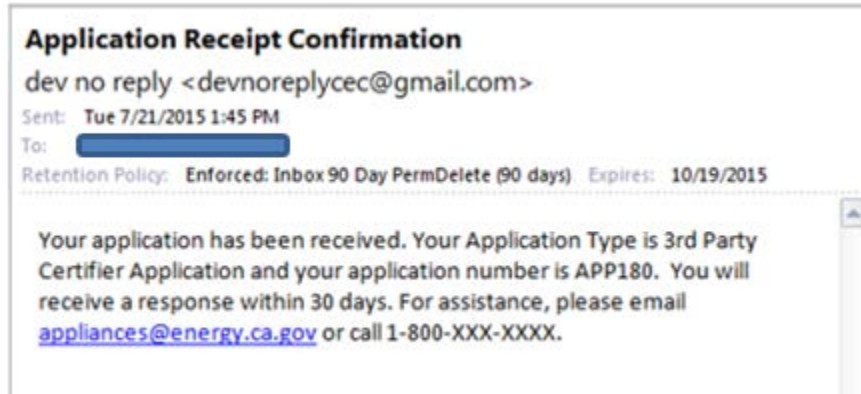 Application Receipt Confirmation
dev no reply <devnoreplycec@gmail.com>
Sent: Tue 7/21/2015 1:45 PM
To:
Retention Policy: Enforced: Inbox 90 Day PermDelete (90 days) Expires: 10/19/2015
Your application has been received. Your Application Type is 3rd Party
Certifier Application and your application number is APP180. You will
receive a response within 30 days. For assistance, please email
appliances@energy.ca.gov or call 1-800-XXX-XXXX.